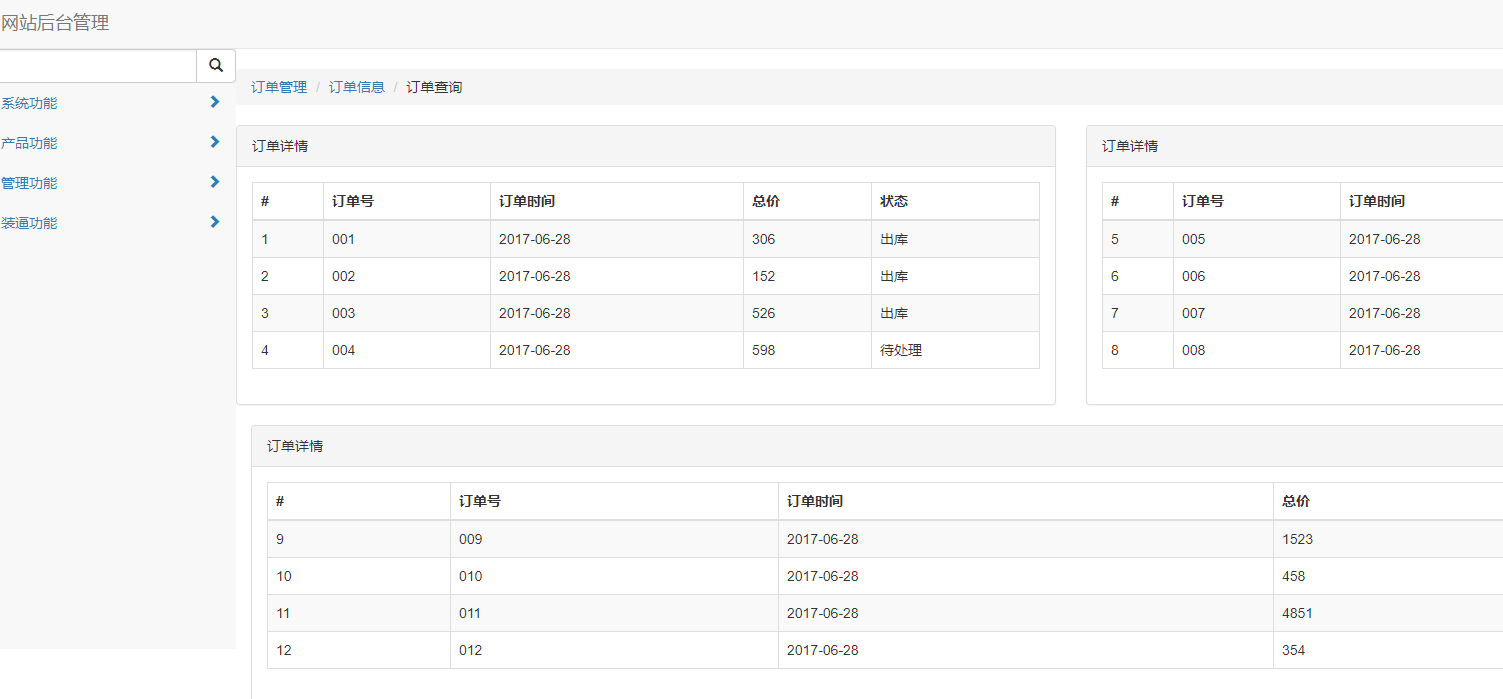 网站后台管理
系统功能
产品功能
管理功能
装逼功能
订单管理 / 订单信息 / 订单查询
订单详情
# 订单号 订单时间 总价 状态
1 001 2017-06-28 306 出库
2 002 2017-06-28 152 出库
3 003 2017-06-28 526 出库
4 004 2017-06-28 598 待处理
订单详情
# 订单号 订单时间
5 005 2017-06-28
6 006 2017-06-28
7 007 2017-06-28
8 008 2017-06-28
订单详情
# 订单号 订单时间 总价
9 009 2017-06-28 1523
10 010 2017-06-28 458
11 011 2017-06-28 4851
12 012 2017-06-28 354